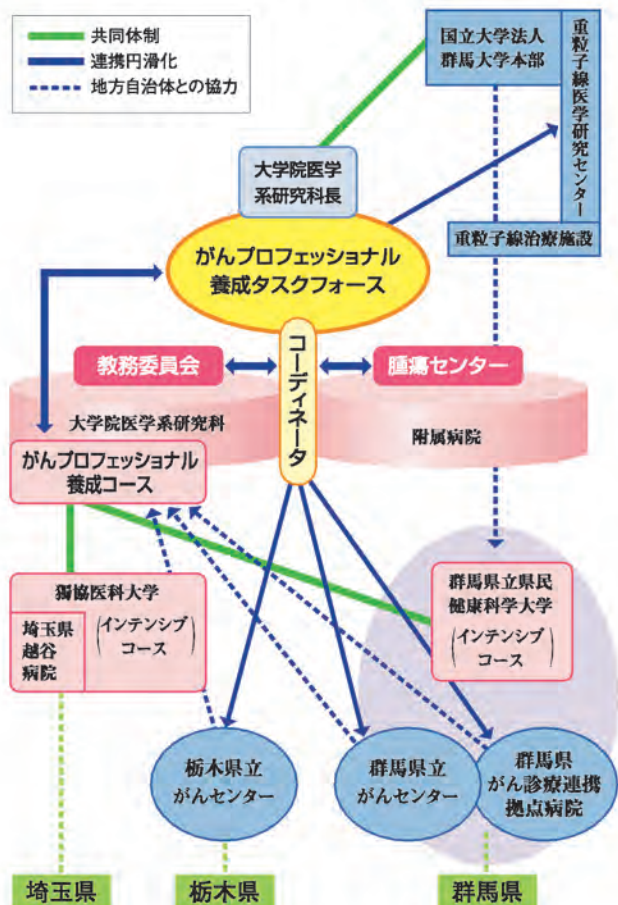 共同体制
連携円滑化
地方自治体との協力
国立大学法人
群馬大学本部
重粒子線医学研究センター
重粒子線治療施設
大学院医学
系研究科長
がんプロフェッショナル
養成タスクフォース
コーディネータ
教務委員会
腫瘍センター
大学院医学系研究科
附属病院
がんプロフェッショナル
養成コース
獨協医科大学
埼玉県
越谷
病院
(インテンシブ
コース)
群馬県立県民
健康科学大学
(インテンシブ
コース)
栃木県立
がんセンター
群馬県立
がんセンター
群馬県
がん診療連携
拠点病院
埼玉県
栃木県
群馬県